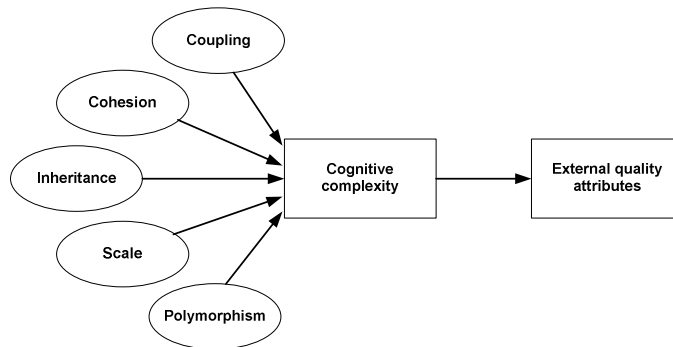 Coupling
Cohesion
Inheritance
Scale
Polymorphism
Cognitive
complexity
External quality
attributes